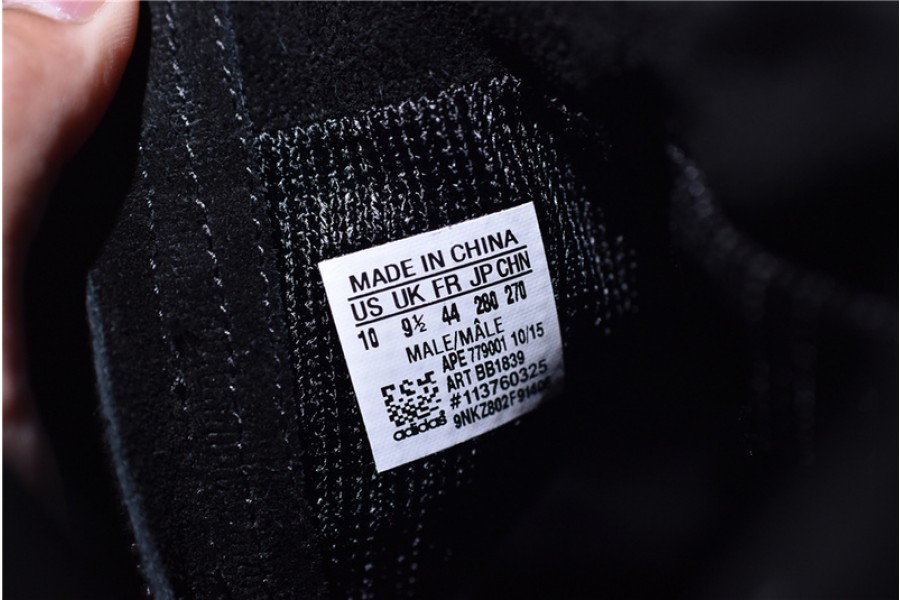 MADE IN CHINA
US UK FR JP CHN
10 9½ 44 280 270
MALE/MÂLE
APE 779001 10/15
ART BB1839
#113760325
adidas